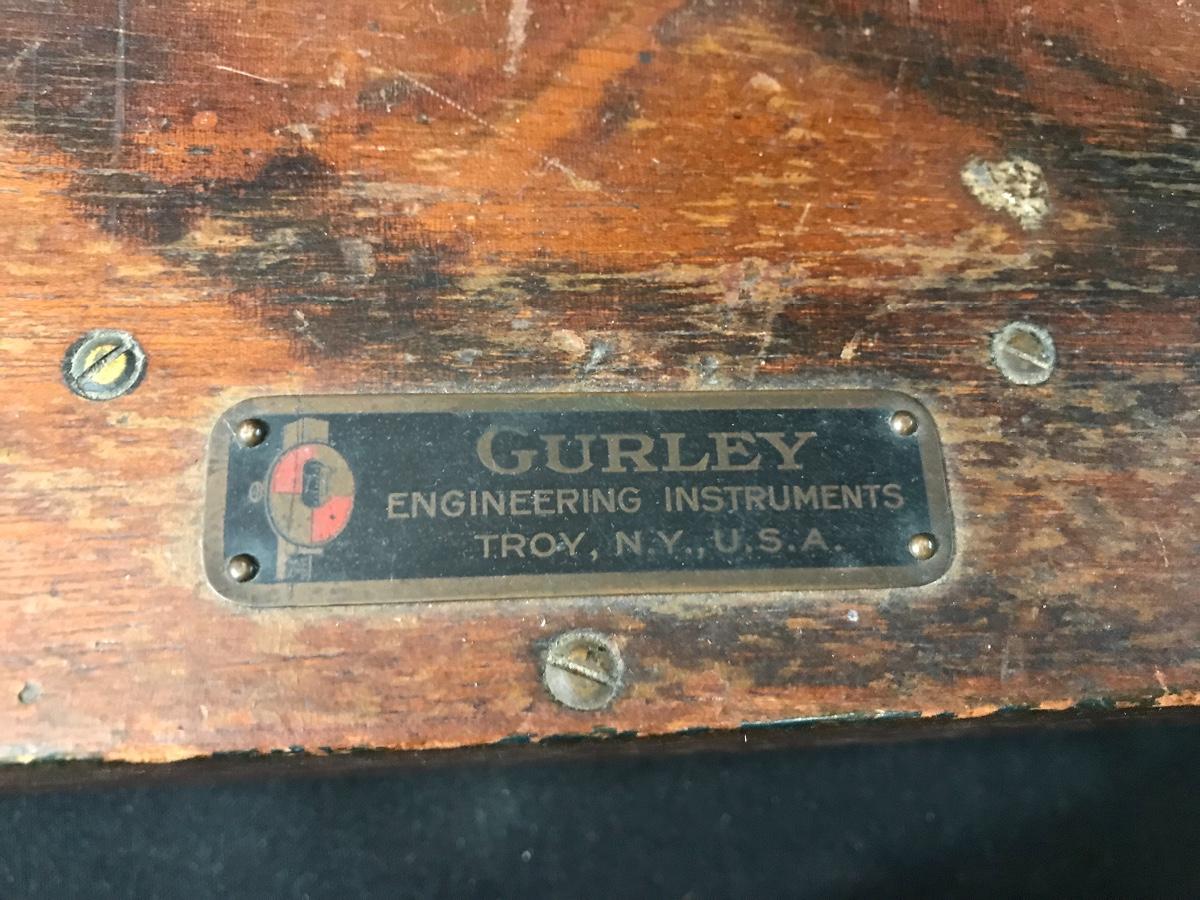 GURLEY
ENGINEERING INSTRUMENTS
TROY, N.Y., U.S.A.